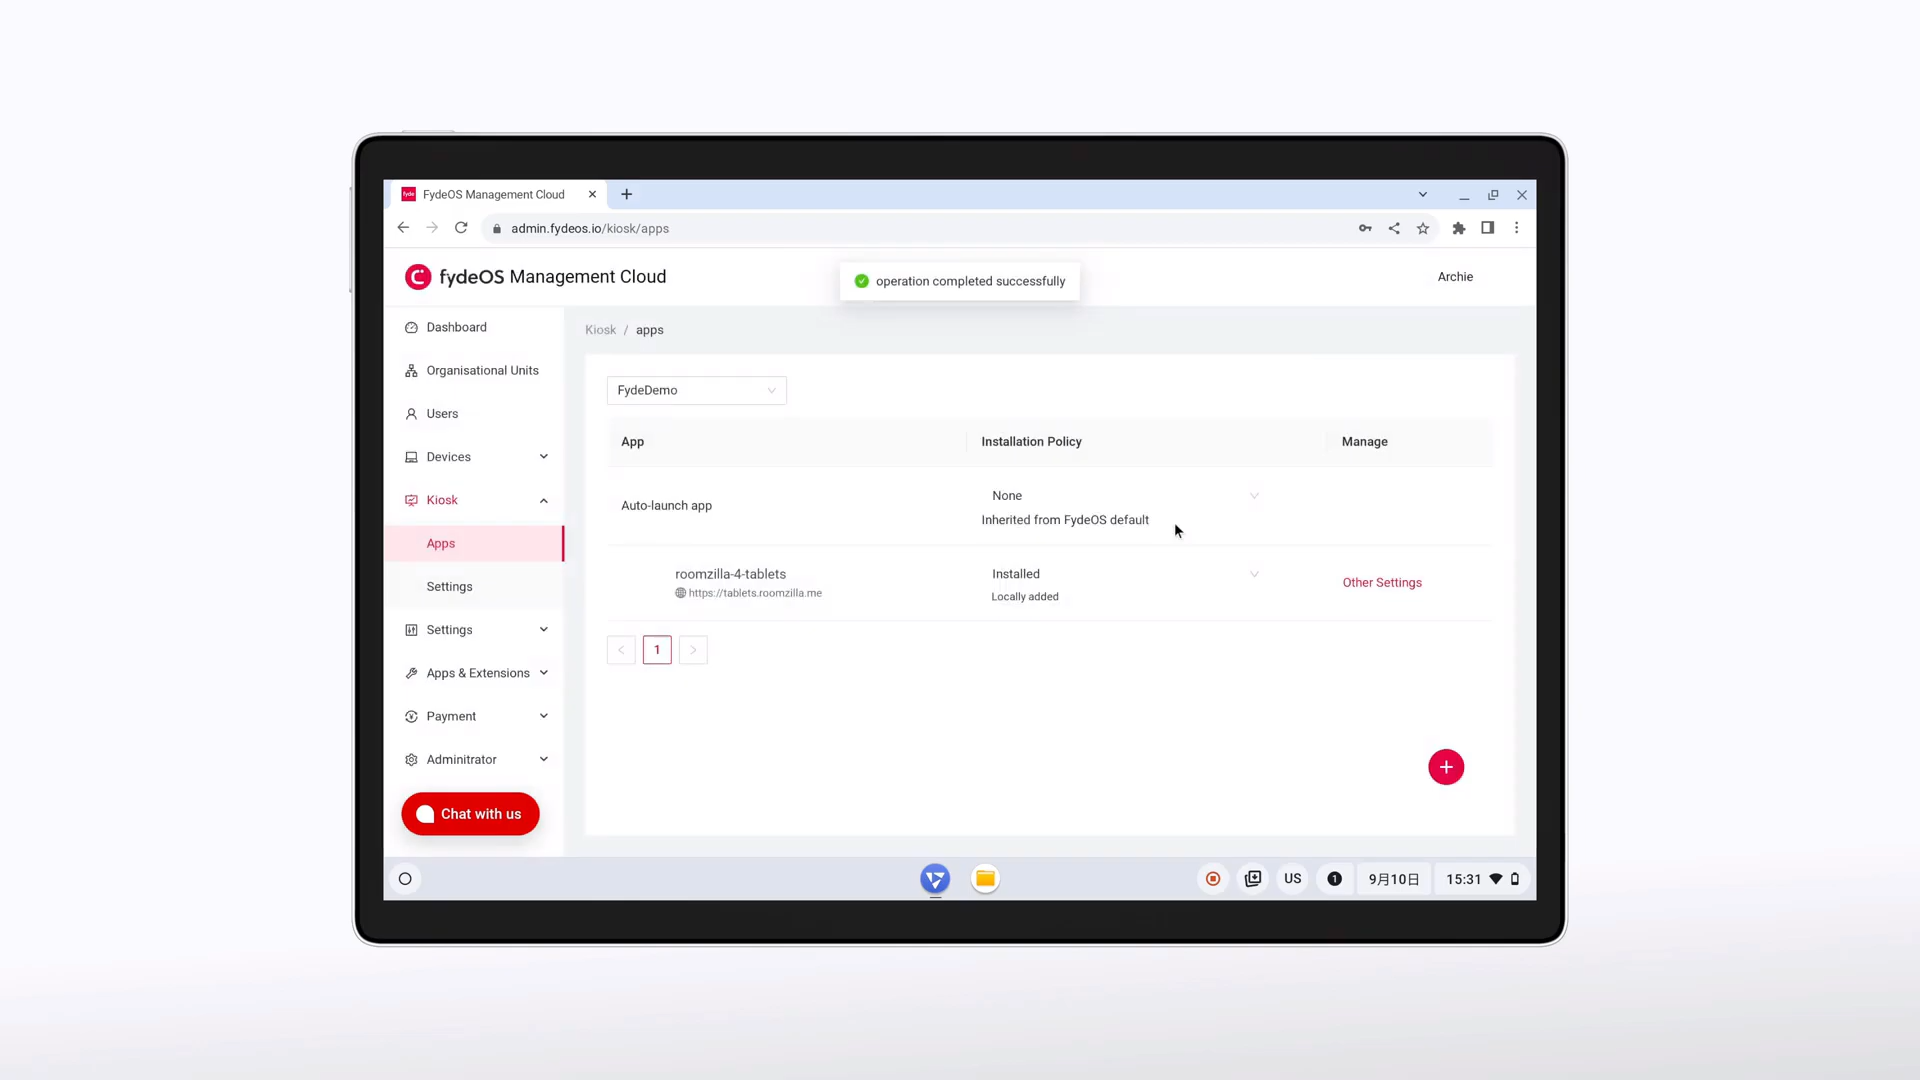 fyde FydeOS Management Cloud
admin.fydeos.io/kiosk/apps
fydeOS Management Cloud
operation completed successfully
Archie
Dashboard
Organisational Units
Users
Devices
Kiosk
Apps
Settings
Settings
Apps & Extensions
Payment
Adminitrator
Chat with us
Kiosk / apps
FydeDemo
App Installation Policy Manage
Auto-launch app None
Inherited from FydeOS default
roomzilla-4-tablets Installed
https://tablets.roomzilla.me Locally added
Other Settings
< 1 >
+
US 1 9月10日 15:31